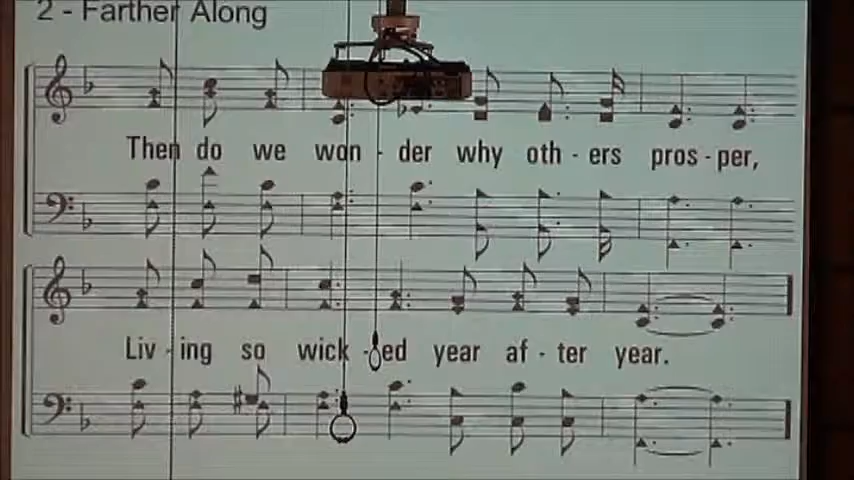 2 - Farther Along
Then do we won - der why oth - ers pros - per,
Liv - ing so wick - ed year af - ter year.